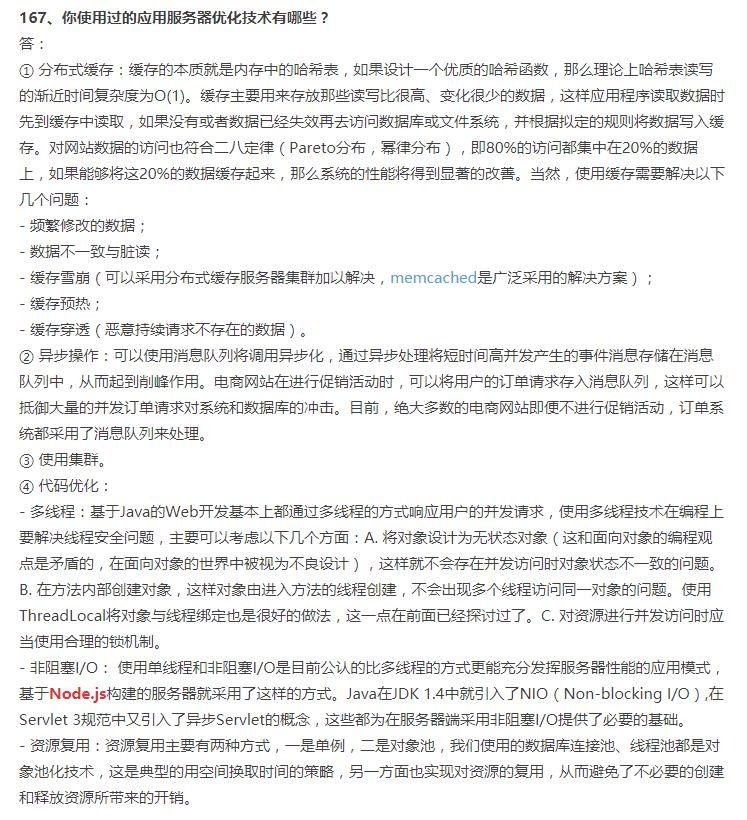 167、你使用过的应用服务器优化技术有哪些？
答：
① 分布式缓存：缓存的本质就是内存中的哈希表，如果设计一个优质的哈希函数，那么理论上哈希表读写
的渐近时间复杂度为O(1)。缓存主要用来存放那些读写比很高、变化很少的数据，这样应用程序读取数据时
先到缓存中读取，如果没有或者数据已经失效再去访问数据库或文件系统，并根据拟定的规则将数据写入缓
存。对网站数据的访问也符合二八定律（Pareto分布，幂律分布），即80%的访问都集中在20%的数据
上，如果能够将这20%的数据缓存起来，那么系统的性能将得到显著的改善。当然，使用缓存需要解决以下
几个问题：
- 频繁修改的数据；
- 数据不一致与脏读；
- 缓存雪崩（可以采用分布式缓存服务器集群加以解决，memcached是广泛采用的解决方案）；
- 缓存预热；
- 缓存穿透（恶意持续请求不存在的数据）。
② 异步操作：可以使用消息队列将调用异步化，通过异步处理将短时间高并发产生的事件消息存储在消息
队列中，从而起到削峰作用。电商网站在进行促销活动时，可以将用户的订单请求存入消息队列，这样可以
抵御大量的并发订单请求对系统和数据库的冲击。目前，绝大多数的电商网站即便不进行促销活动，订单系
统都采用了消息队列来处理。
③ 使用集群。
④ 代码优化：
- 多线程：基于Java的Web开发基本上都通过多线程的方式响应用户的并发请求，使用多线程技术在编程上
要解决线程安全问题，主要可以考虑以下几个方面：A. 将对象设计为无状态对象（这和面向对象的编程观
点是矛盾的，在面向对象的世界中被视为不良设计），这样就不会存在并发访问时对象状态不一致的问题。
B. 在方法内部创建对象，这样对象由进入方法的线程创建，不会出现多个线程访问同一对象的问题。使用
ThreadLocal将对象与线程绑定也是很好的做法，这一点在前面已经探讨过了。C. 对资源进行并发访问时应
当使用合理的锁机制。
- 非阻塞I/O： 使用单线程和非阻塞I/O是目前公认的比多线程的方式更能充分发挥服务器性能的应用模式，
基于Node.js构建的服务器就采用了这样的方式。Java在JDK 1.4中就引入了NIO（Non-blocking I/O）,在
Servlet 3规范中又引入了异步Servlet的概念，这些都为在服务器端采用非阻塞I/O提供了必要的基础。
- 资源复用：资源复用主要有两种方式，一是单例，二是对象池，我们使用的数据库连接池、线程池都是对
象池化技术，这是典型的用空间换取时间的策略，另一方面也实现对资源的复用，从而避免了不必要的创建
和释放资源所带来的开销。